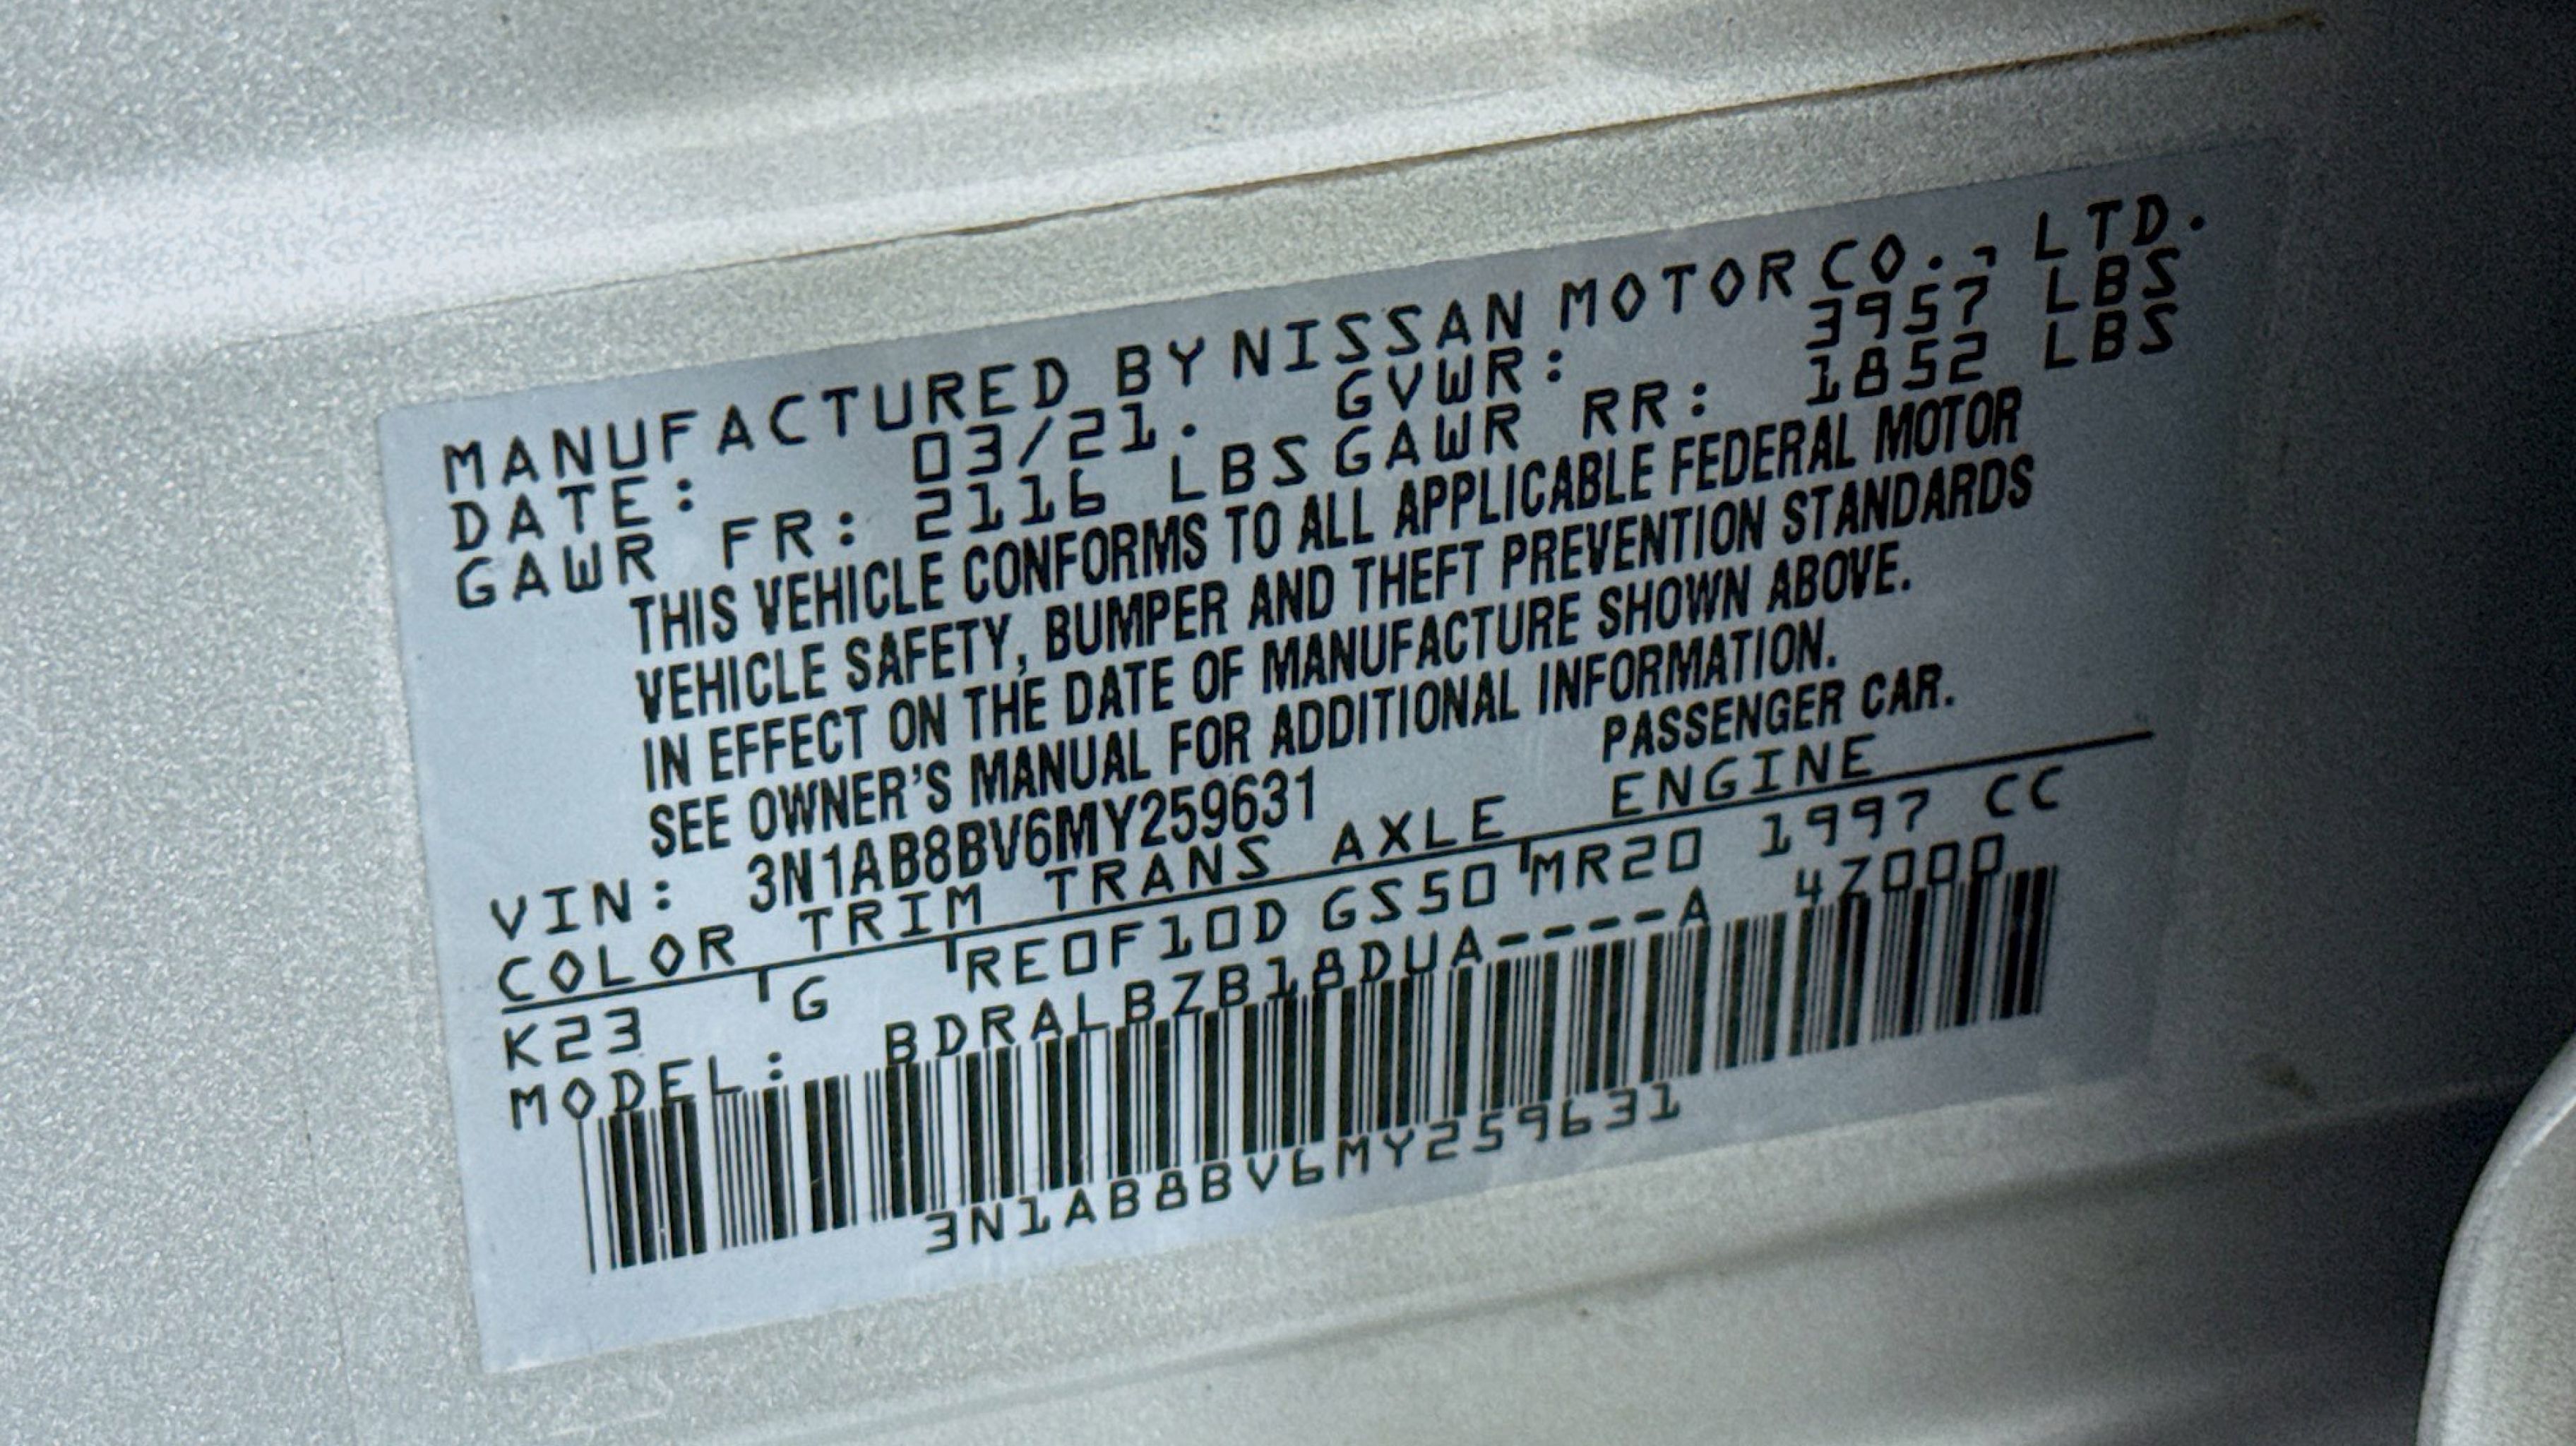 MANUFACTURED BY NISSAN MOTOR CO., LTD.
DATE: 03/21. GVWR: 3957 LBS
GAWR FR: 2116 LBS GAWR RR: 1852 LBS
THIS VEHICLE CONFORMS TO ALL APPLICABLE FEDERAL MOTOR
VEHICLE SAFETY, BUMPER AND THEFT PREVENTION STANDARDS
IN EFFECT ON THE DATE OF MANUFACTURE SHOWN ABOVE.
SEE OWNER'S MANUAL FOR ADDITIONAL INFORMATION.
VIN: 3N1AB8BV6MY259631 PASSENGER CAR.
COLOR TRIM TRANS AXLE ENGINE
K23 G RE0F10D GS50 MR20 1997 CC
MODEL: BDRALBZB18DUA----A 4Z000
3N1AB8BV6MY259631